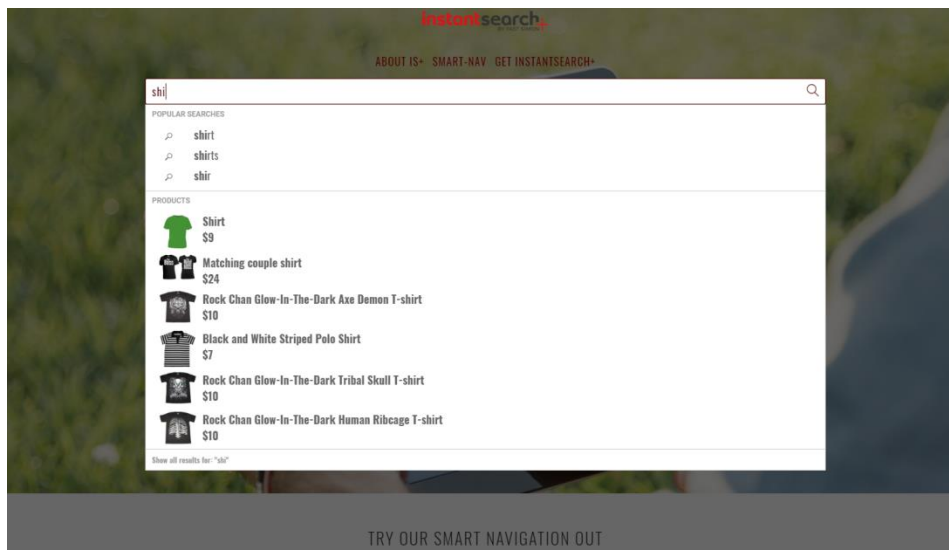 instantsearch+
ABOUT IS+ SMART-NAV GET INSTANTSEARCH+
shi
POPULAR SEARCHES
shirt
shirts
shir
PRODUCTS
Shirt
$9
Matching couple shirt
$24
Rock Chan Glow-In-The-Dark Axe Demon T-shirt
$10
Black and White Striped Polo Shirt
$7
Rock Chan Glow-In-The-Dark Tribal Skull T-shirt
$10
Rock Chan Glow-In-The-Dark Human Ribcage T-shirt
$10
Show all results for: "shi"
TRY OUR SMART NAVIGATION OUT